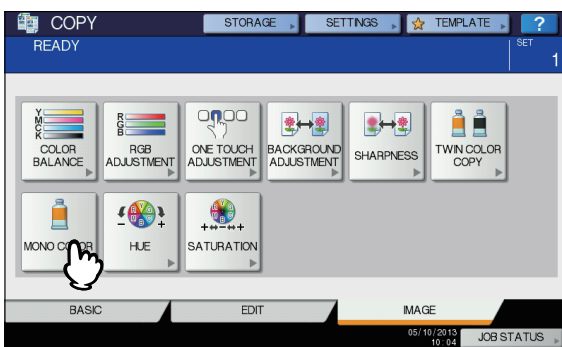 COPY
STORAGE
SETTINGS
TEMPLATE
?
READY
SET
1
Y
M
C
K
COLOR
BALANCE
R
G
B
RGB
ADJUSTMENT
ONE TOUCH
ADJUSTMENT
BACKGROUND
ADJUSTMENT
SHARPNESS
TWIN COLOR
COPY
MONO COLOR
HUE
SATURATION
BASIC
EDIT
IMAGE
05/10/2013
10:04
JOB STATUS